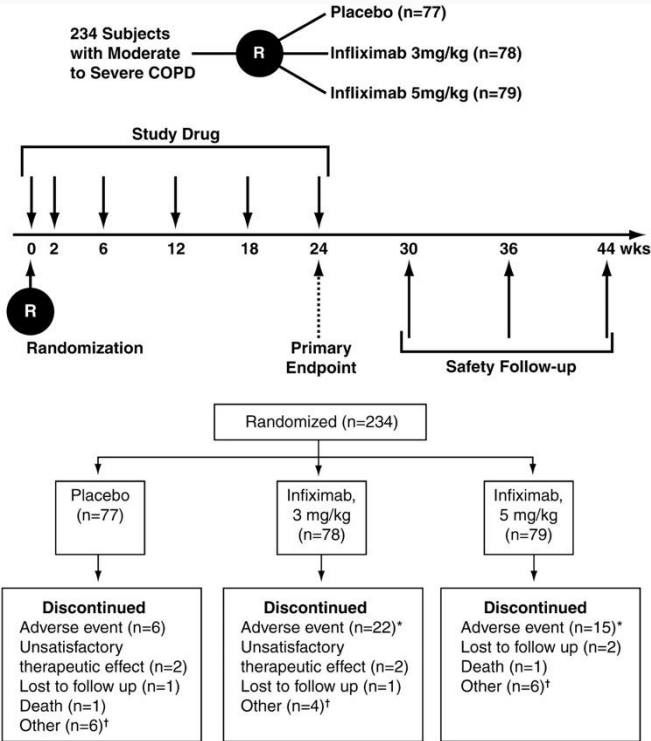 Placebo (n=77)
234 Subjects
with Moderate
to Severe COPD
R
Infliximab 3mg/kg (n=78)
Infliximab 5mg/kg (n=79)
Study Drug
0 2 6 12 18 24 30 36 44 wks
R
Randomization
Primary
Endpoint
Safety Follow-up
Randomized (n=234)
Placebo
(n=77)
Infiximab,
3 mg/kg
(n=78)
Infiximab,
5 mg/kg
(n=79)
Discontinued
Adverse event (n=6)
Unsatisfactory
therapeutic effect (n=2)
Lost to follow up (n=1)
Death (n=1)
Other (n=6)†
Discontinued
Adverse event (n=22)*
Unsatisfactory
therapeutic effect (n=2)
Lost to follow up (n=1)
Other (n=4)†
Discontinued
Adverse event (n=15)*
Lost to follow up (n=2)
Death (n=1)
Other (n=6)†